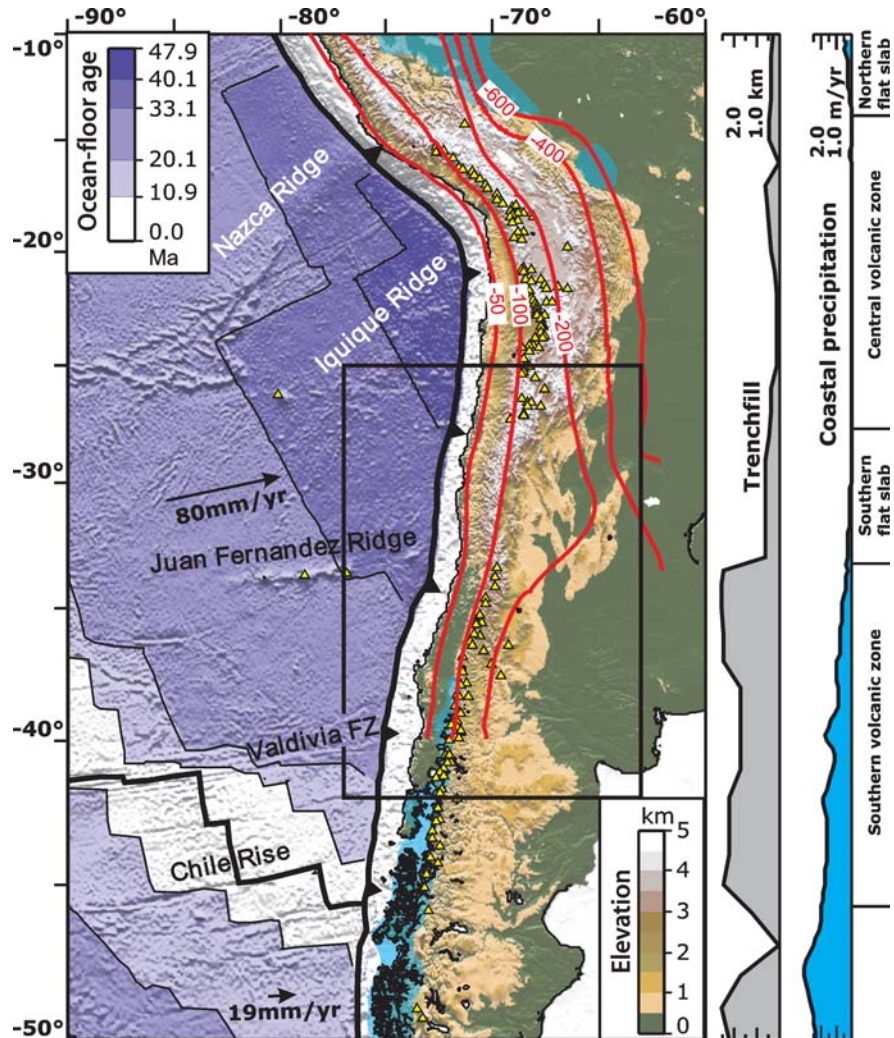 -90°
-80°
-70°
-60°
-10°
-20°
-30°
-40°
-50°
Ocean-floor age
47.9
40.1
33.1
20.1
10.9
0.0
Ma
Nazca Ridge
Iquique Ridge
80mm/yr
Juan Fernandez Ridge
Valdivia FZ
Chile Rise
19mm/yr
-600
-400
-50
-100
-200
km
5
4
3
2
1
0
Elevation
2.0
1.0 km
Trenchfill
2.0
1.0 m/yr
Coastal precipitation
Northern
flat slab
Central volcanic zone
Southern
flat slab
Southern volcanic zone